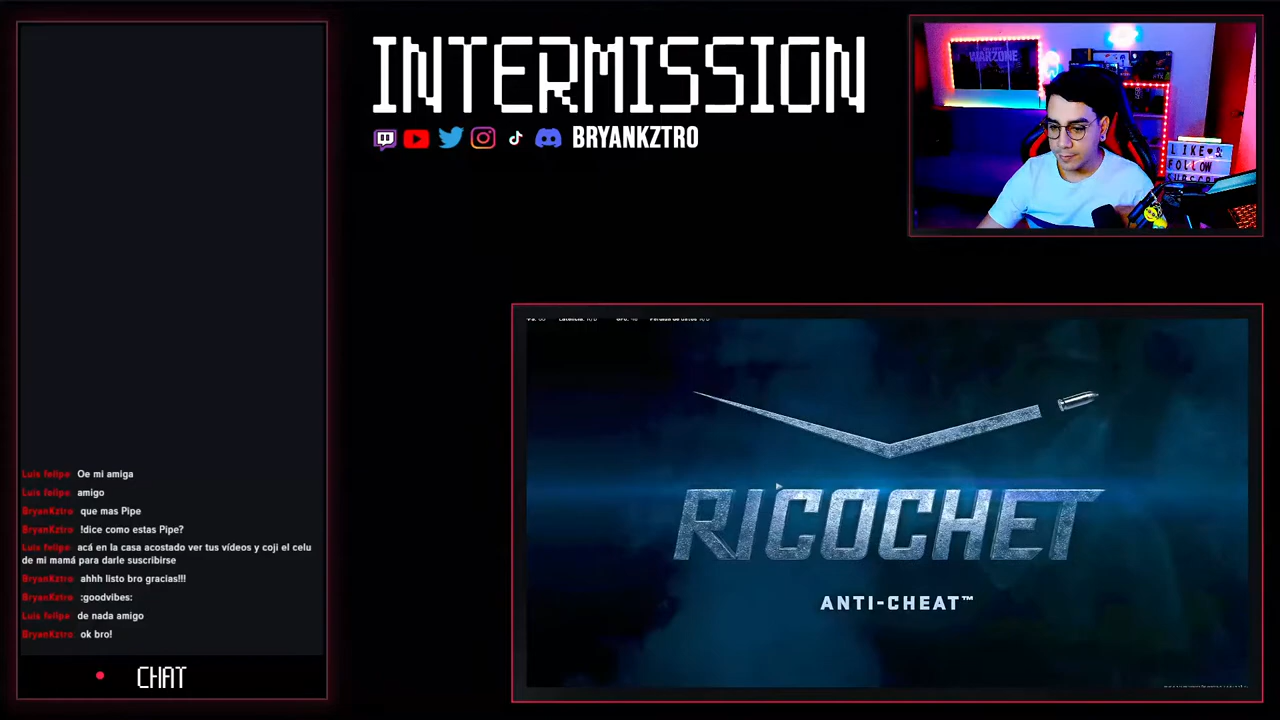 INTERMISSION
BRYANKZTRO
WARZONE
LIKE
FOLLOW
Luis felipe Oe mi amiga
Luis felipe amigo
BryanKztro que mas Pipe
BryanKztro !dice como estas Pipe?
Luis felipe acá en la casa acostado ver tus vídeos y coji el celu
de mi mamá para darle suscribirse
BryanKztro ahhh listo bro gracias!!!
BryanKztro :goodvibes:
Luis felipe de nada amigo
BryanKztro ok bro!
CHAT
RICOCHET
ANTI-CHEAT™